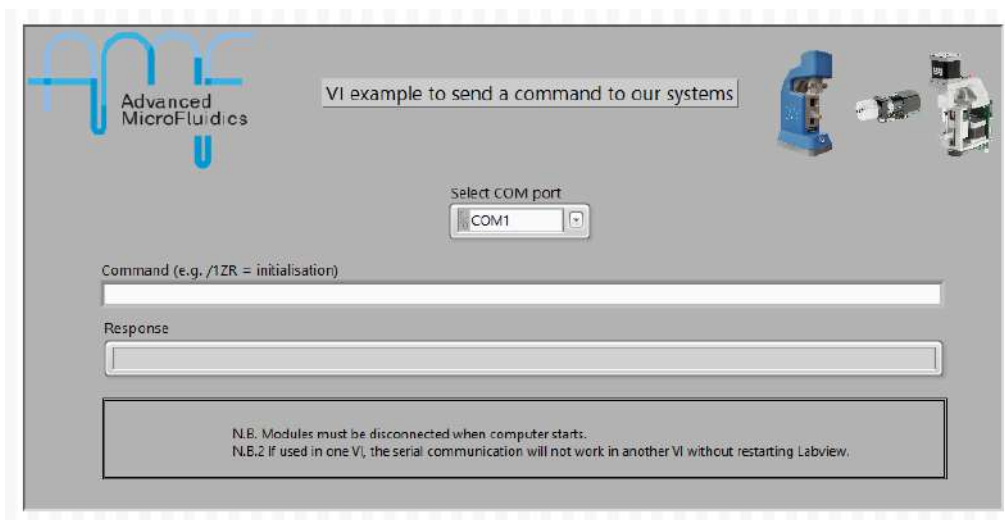 Advanced
MicroFluidics
VI example to send a command to our systems
Select COM port
COM1
Command (e.g. /1ZR = initialisation)
Response
N.B. Modules must be disconnected when computer starts.
N.B.2 If used in one VI, the serial communication will not work in another VI without restarting Labview.